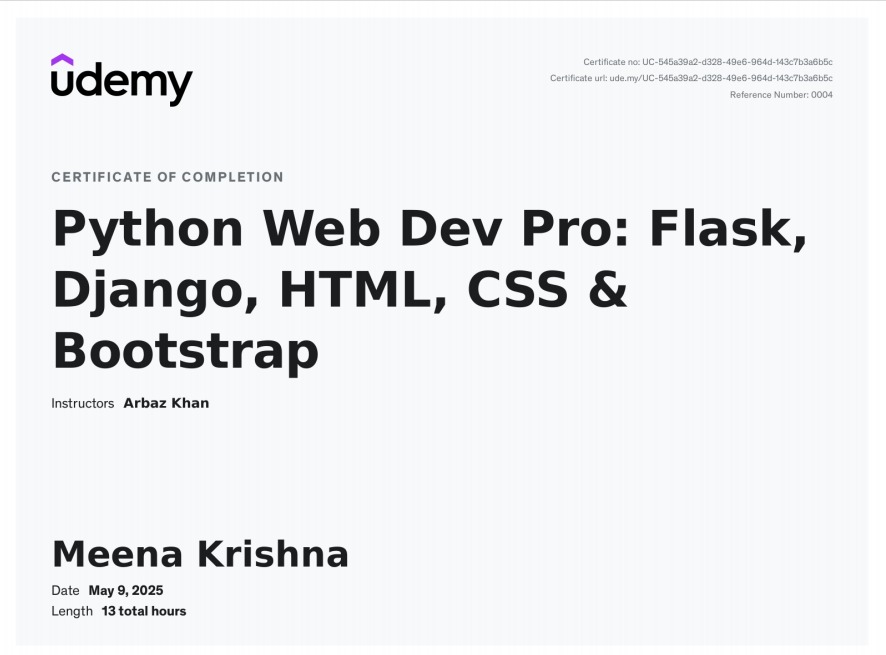 udemy
Certificate no: UC-545a39a2-d328-49e6-964d-143c7b3a6b5c
Certificate url: ude.my/UC-545a39a2-d328-49e6-964d-143c7b3a6b5c
Reference Number: 0004
CERTIFICATE OF COMPLETION
Python Web Dev Pro: Flask,
Django, HTML, CSS &
Bootstrap
Instructors Arbaz Khan
Meena Krishna
Date May 9, 2025
Length 13 total hours